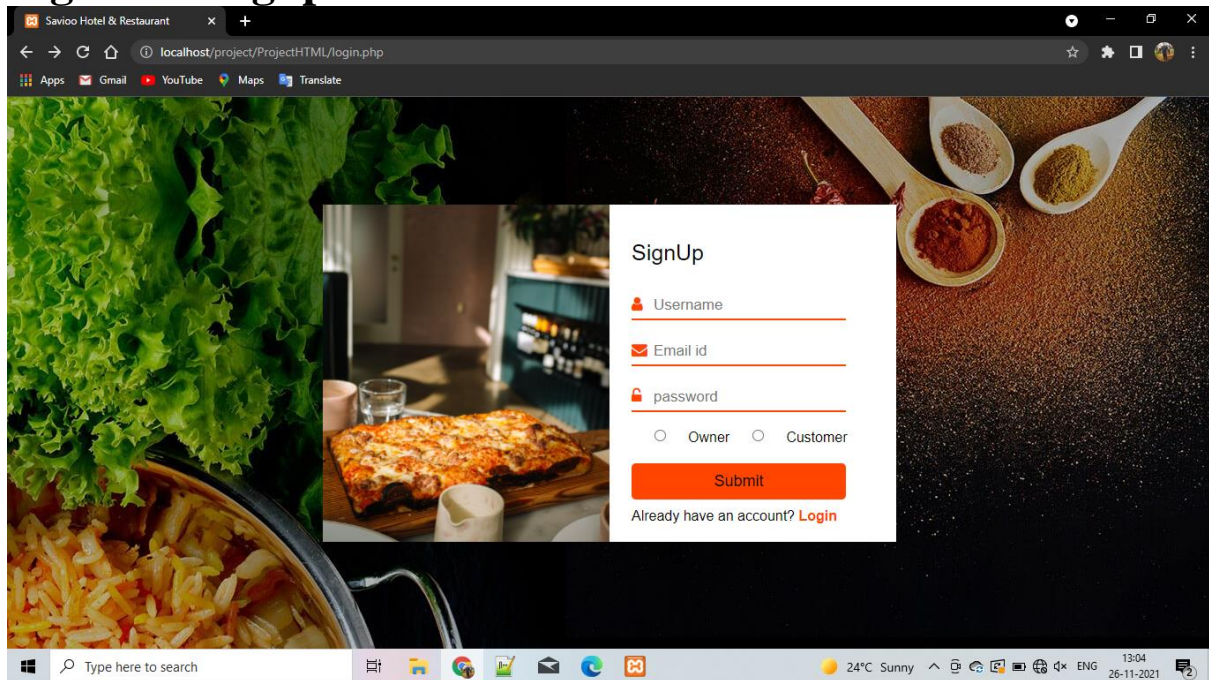 Savioo Hotel & Restaurant
localhost/project/ProjectHTML/login.php
Apps Gmail YouTube Maps Translate
SignUp
Username
Email id
password
Owner Customer
Submit
Already have an account? Login
Type here to search
24°C Sunny ENG 13:04
26-11-2021
2